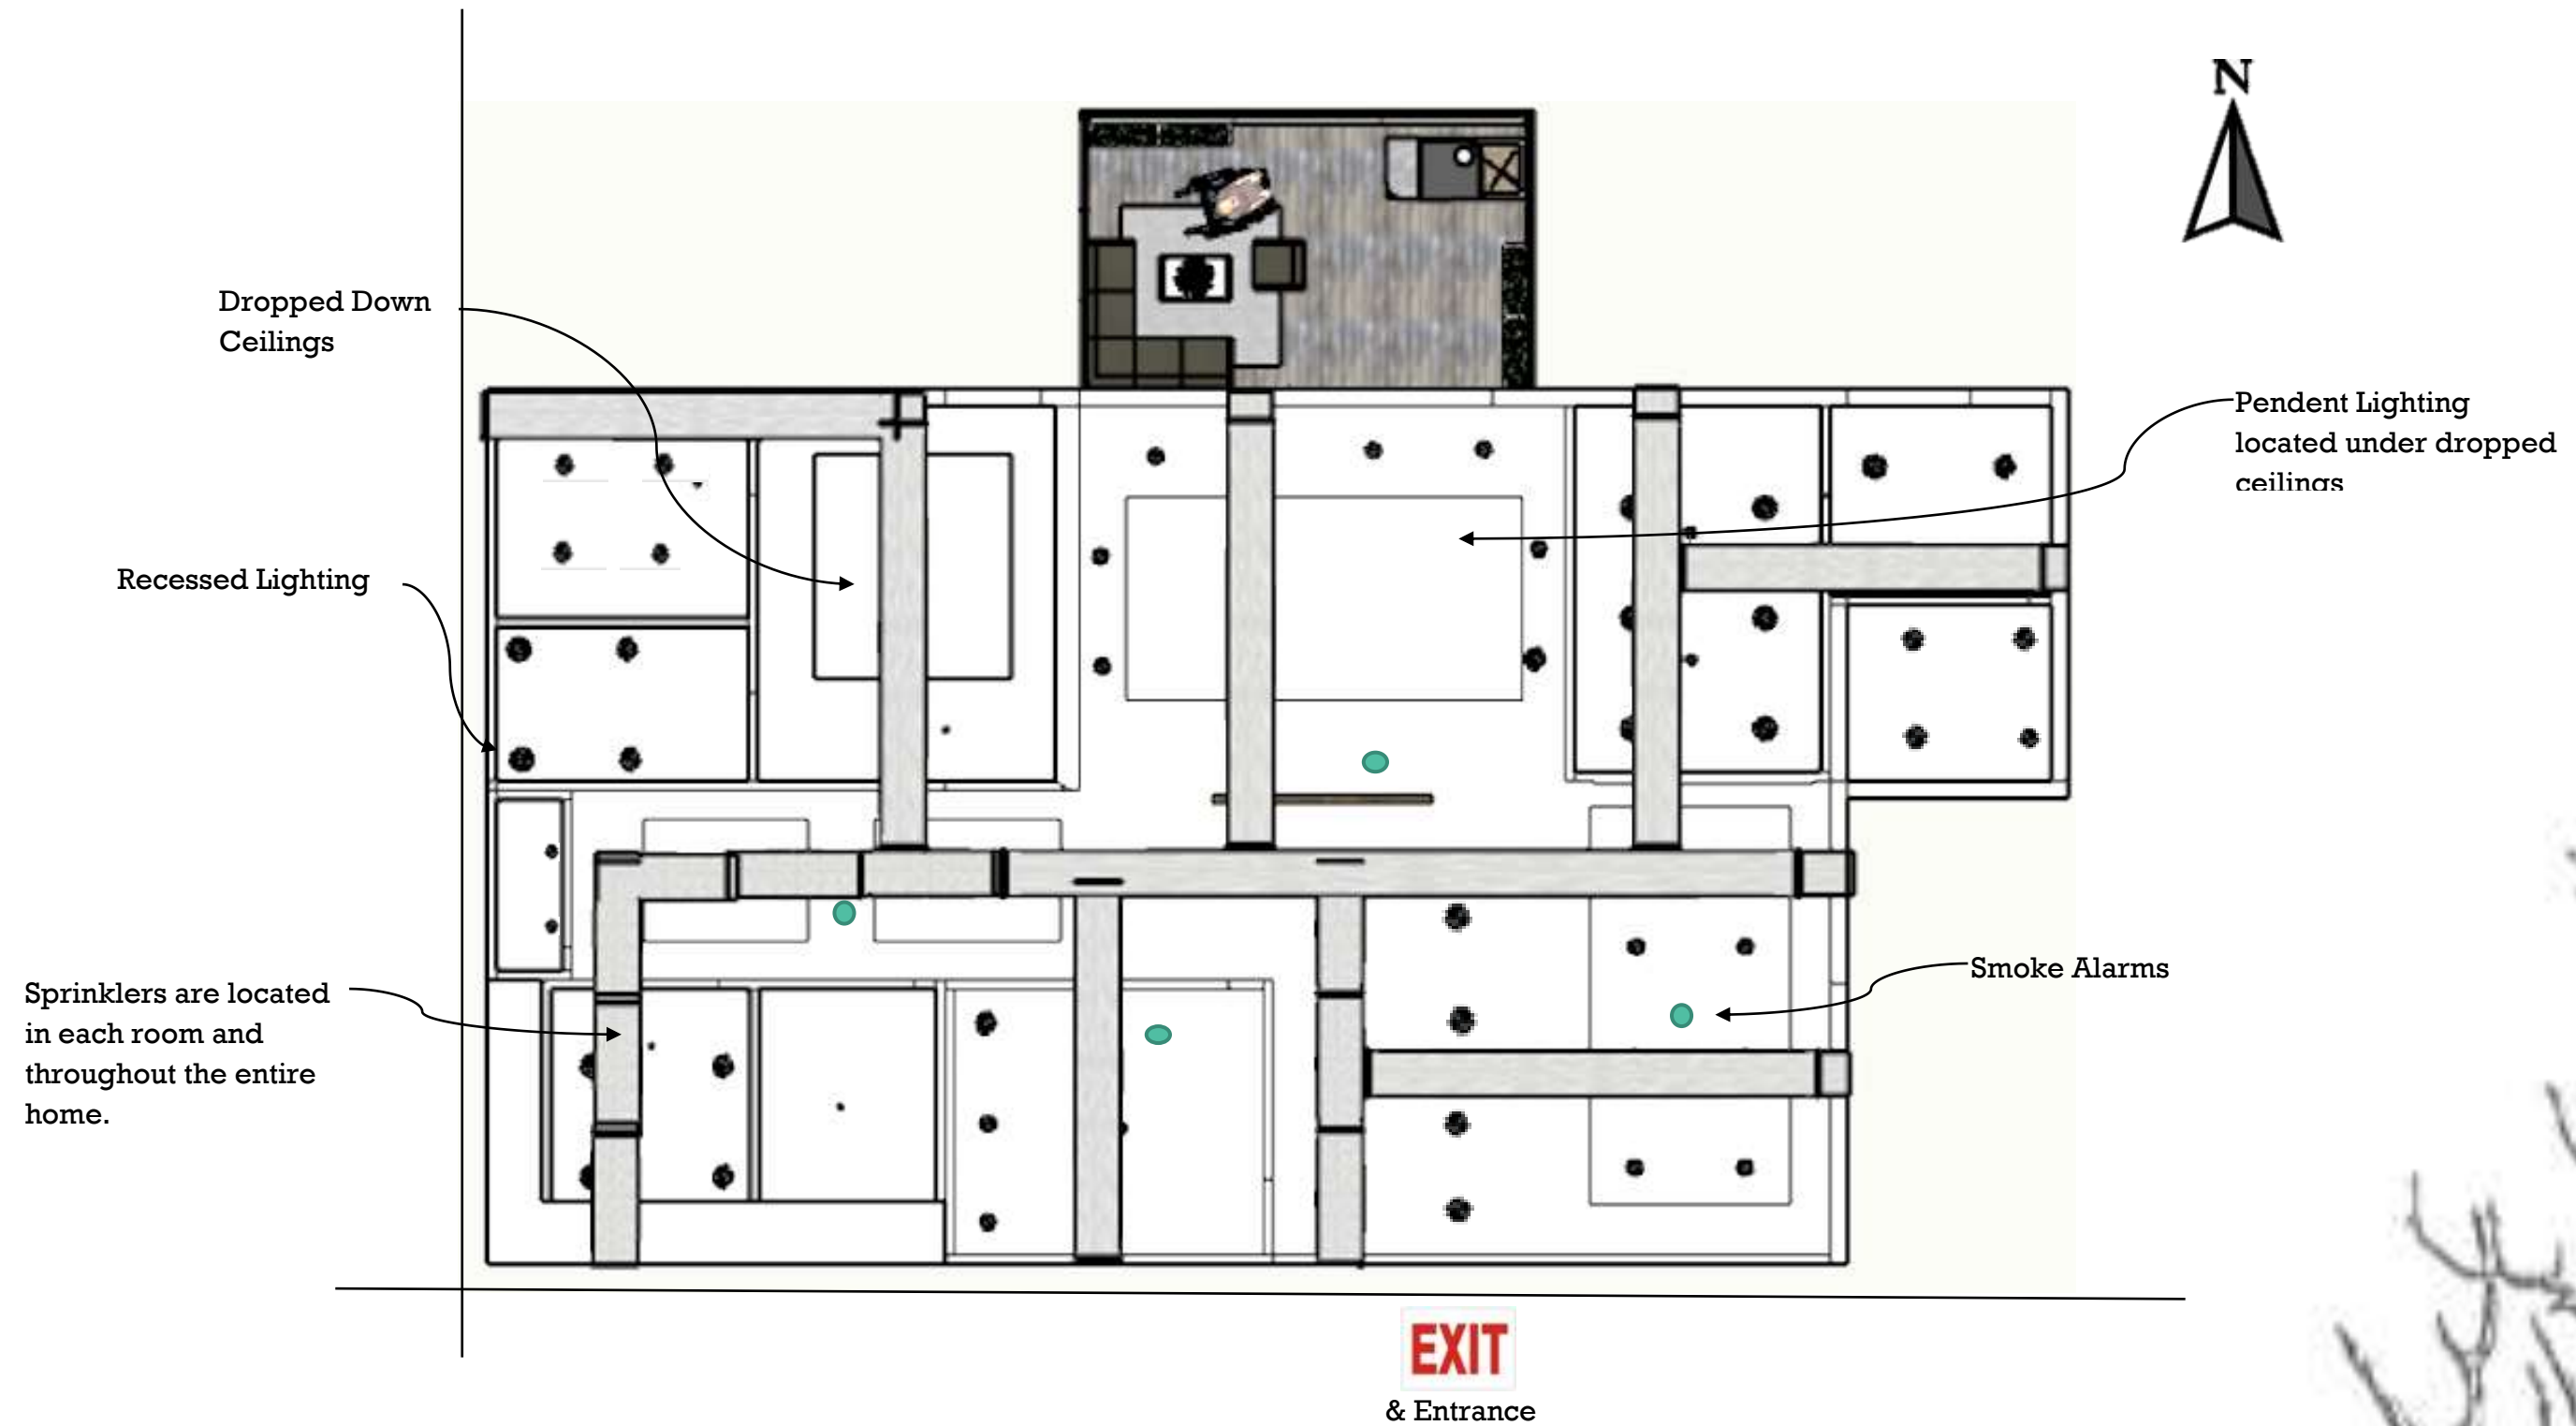 N
Dropped Down
Ceilings
Pendent Lighting
located under dropped
ceilings
Recessed Lighting
Smoke Alarms
Sprinklers are located
in each room and
throughout the entire
home.
EXIT
& Entrance